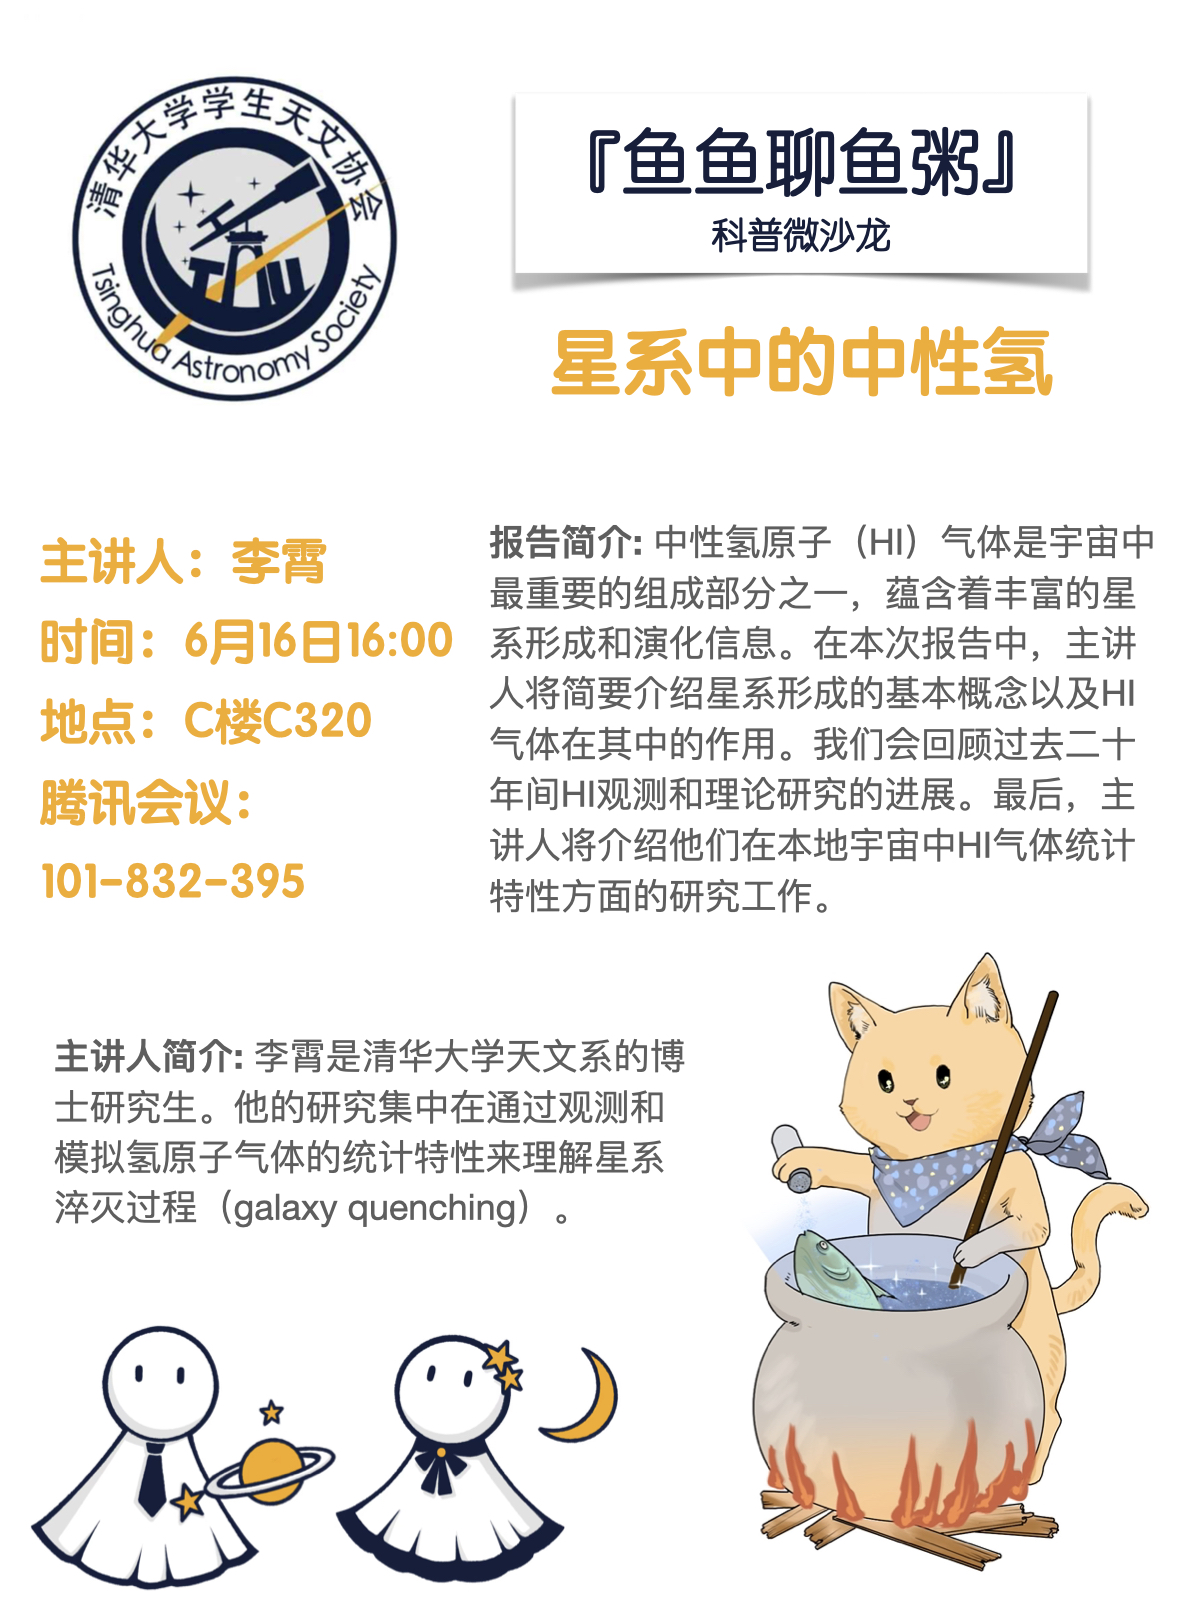 清华大学学生天文协会
Tsinghua Astronomy Society
THU
『鱼鱼聊鱼粥』
科普微沙龙
星系中的中性氢
主讲人：李霄
时间：6月16日16:00
地点：C楼C320
腾讯会议：
101-832-395
报告简介: 中性氢原子（HI）气体是宇宙中
最重要的组成部分之一，蕴含着丰富的星
系形成和演化信息。在本次报告中，主讲
人将简要介绍星系形成的基本概念以及HI
气体在其中的作用。我们会回顾过去二十
年间HI观测和理论研究的进展。最后，主
讲人将介绍他们在本地宇宙中HI气体统计
特性方面的研究工作。
主讲人简介: 李霄是清华大学天文系的博
士研究生。他的研究集中在通过观测和
模拟氢原子气体的统计特性来理解星系
淬灭过程（galaxy quenching）。